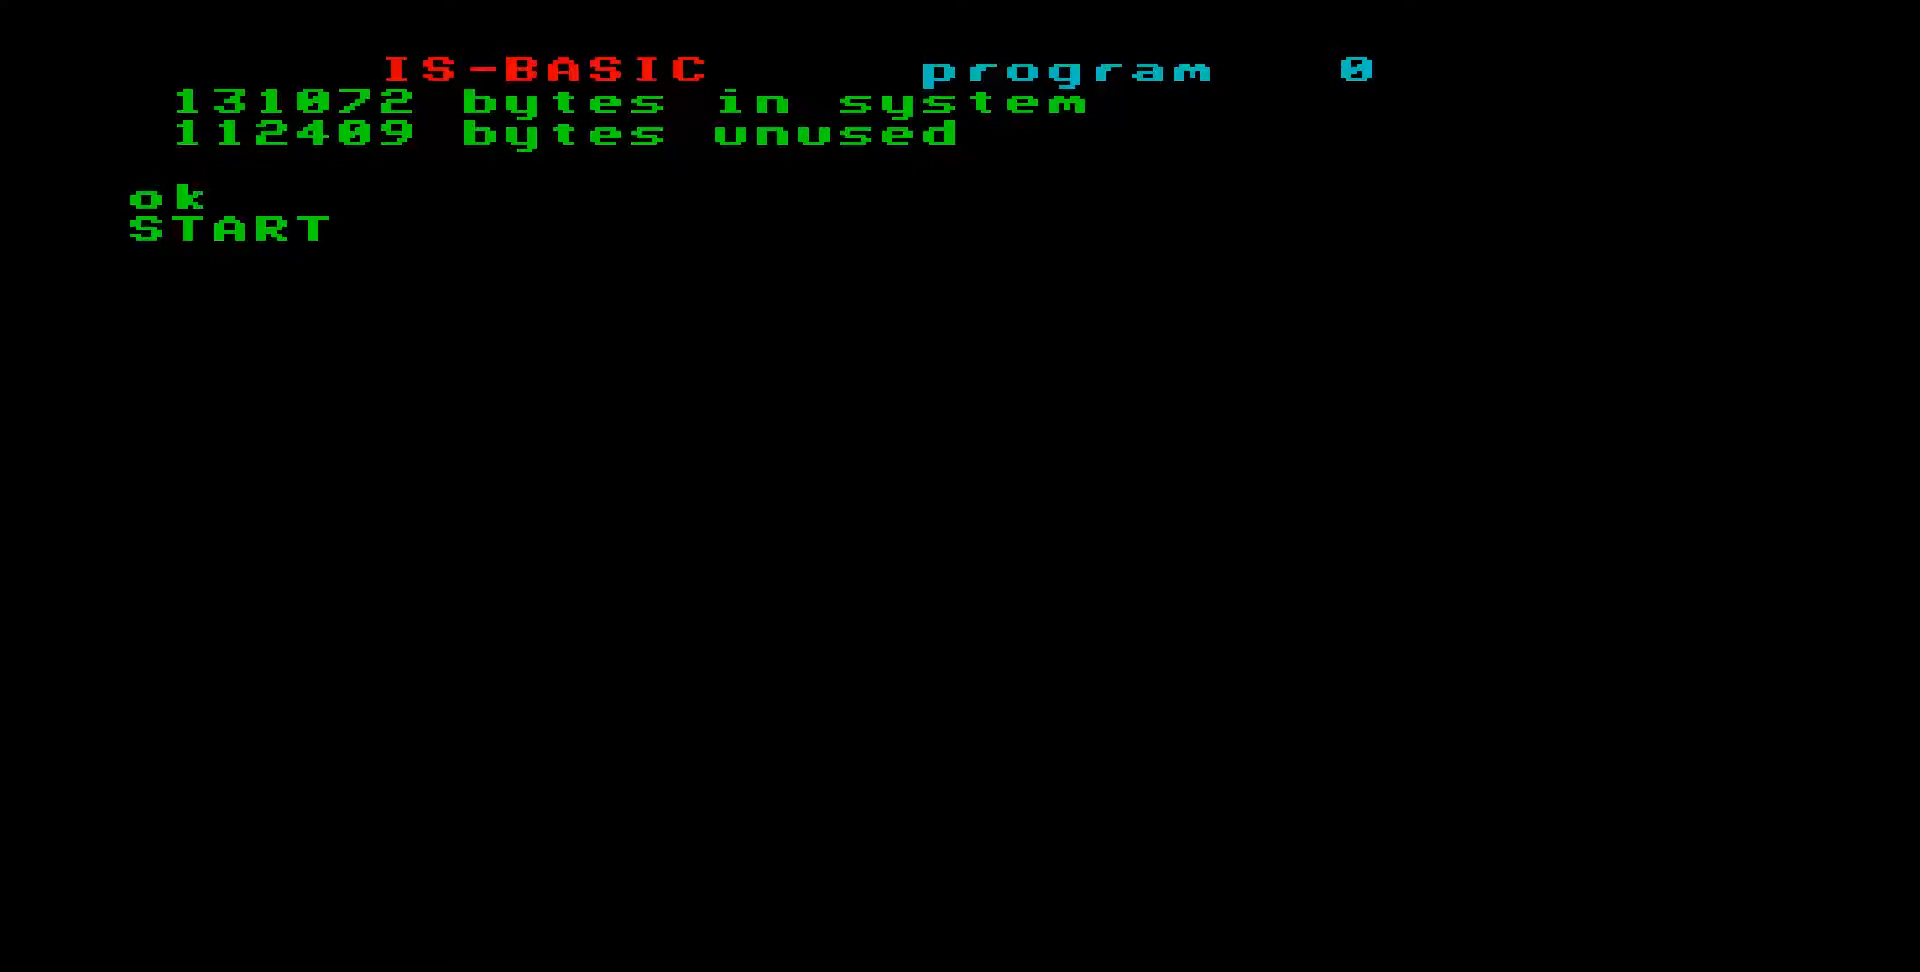 IS-BASIC program 0
131072 bytes in system
112409 bytes unused
ok
START